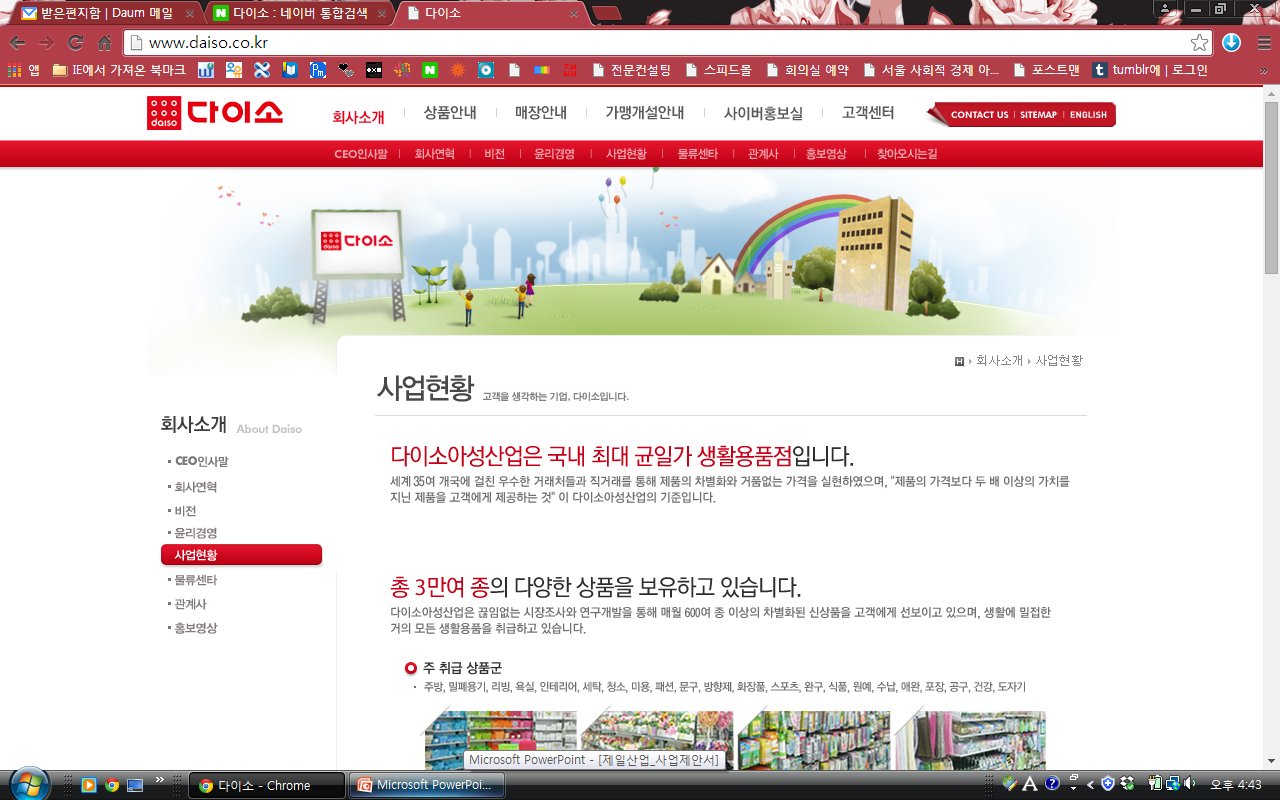 받은편지함 | Daum 메일
다이소 : 네이버 통합검색
다이소
www.daiso.co.kr
앱
IE에서 가져온 북마크
전문컨설팅
스피드몰
회의실 예약
서울 사회적 경제 아...
포스트맨
tumblr에 | 로그인
daiso 다이소
회사소개
상품안내
매장안내
가맹개설안내
사이버홍보실
고객센터
CONTACT US | SITEMAP | ENGLISH
CEO인사말 | 회사연혁 | 비전 | 윤리경영 | 사업현황 | 물류센타 | 관계사 | 홍보영상 | 찾아오시는길
daiso 다이소
H 회사소개 사업현황
사업현황 고객을 생각하는 기업, 다이소입니다.
회사소개 About Daiso
· CEO인사말
· 회사연혁
· 비전
· 윤리경영
사업현황
· 물류센타
· 관계사
· 홍보영상
다이소아성산업은 국내 최대 균일가 생활용품점입니다.
세계 35여 개국에 걸친 우수한 거래처들과 직거래를 통해 제품의 차별화와 거품없는 가격을 실현하였으며, "제품의 가격보다 두 배 이상의 가치를
지닌 제품을 고객에게 제공하는 것" 이 다이소아성산업의 기준입니다.
총 3만여 종의 다양한 상품을 보유하고 있습니다.
다이소아성산업은 끊임없는 시장조사와 연구개발을 통해 매월 600여 종 이상의 차별화된 신상품을 고객에게 선보이고 있으며, 생활에 밀접한
거의 모든 생활용품을 취급하고 있습니다.
주 취급 상품군
· 주방, 밀폐용기, 리빙, 욕실, 인테리어, 세탁, 청소, 미용, 패션, 문구, 방향제, 화장품, 스포츠, 완구, 식품, 원예, 수납, 애완, 포장, 공구, 건강, 도자기
Microsoft PowerPoint - [제일산업_사업제안서]
다이소 - Chrome
Microsoft PowerPoi...
A
오후 4:43